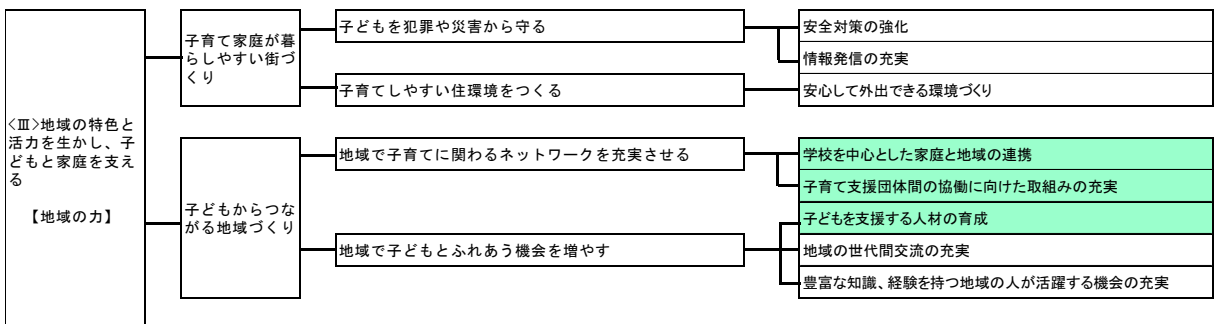 <Ⅲ>地域の特色と
活力を生かし、子
どもと家庭を支え
る
【地域の力】
子育て家庭が暮
らしやすい街づ
くり
子どもを犯罪や災害から守る
安全対策の強化
情報発信の充実
子育てしやすい住環境をつくる
安心して外出できる環境づくり
子どもからつな
がる地域づくり
地域で子育てに関わるネットワークを充実させる
学校を中心とした家庭と地域の連携
子育て支援団体間の協働に向けた取組みの充実
地域で子どもとふれあう機会を増やす
子どもを支援する人材の育成
地域の世代間交流の充実
豊富な知識、経験を持つ地域の人が活躍する機会の充実